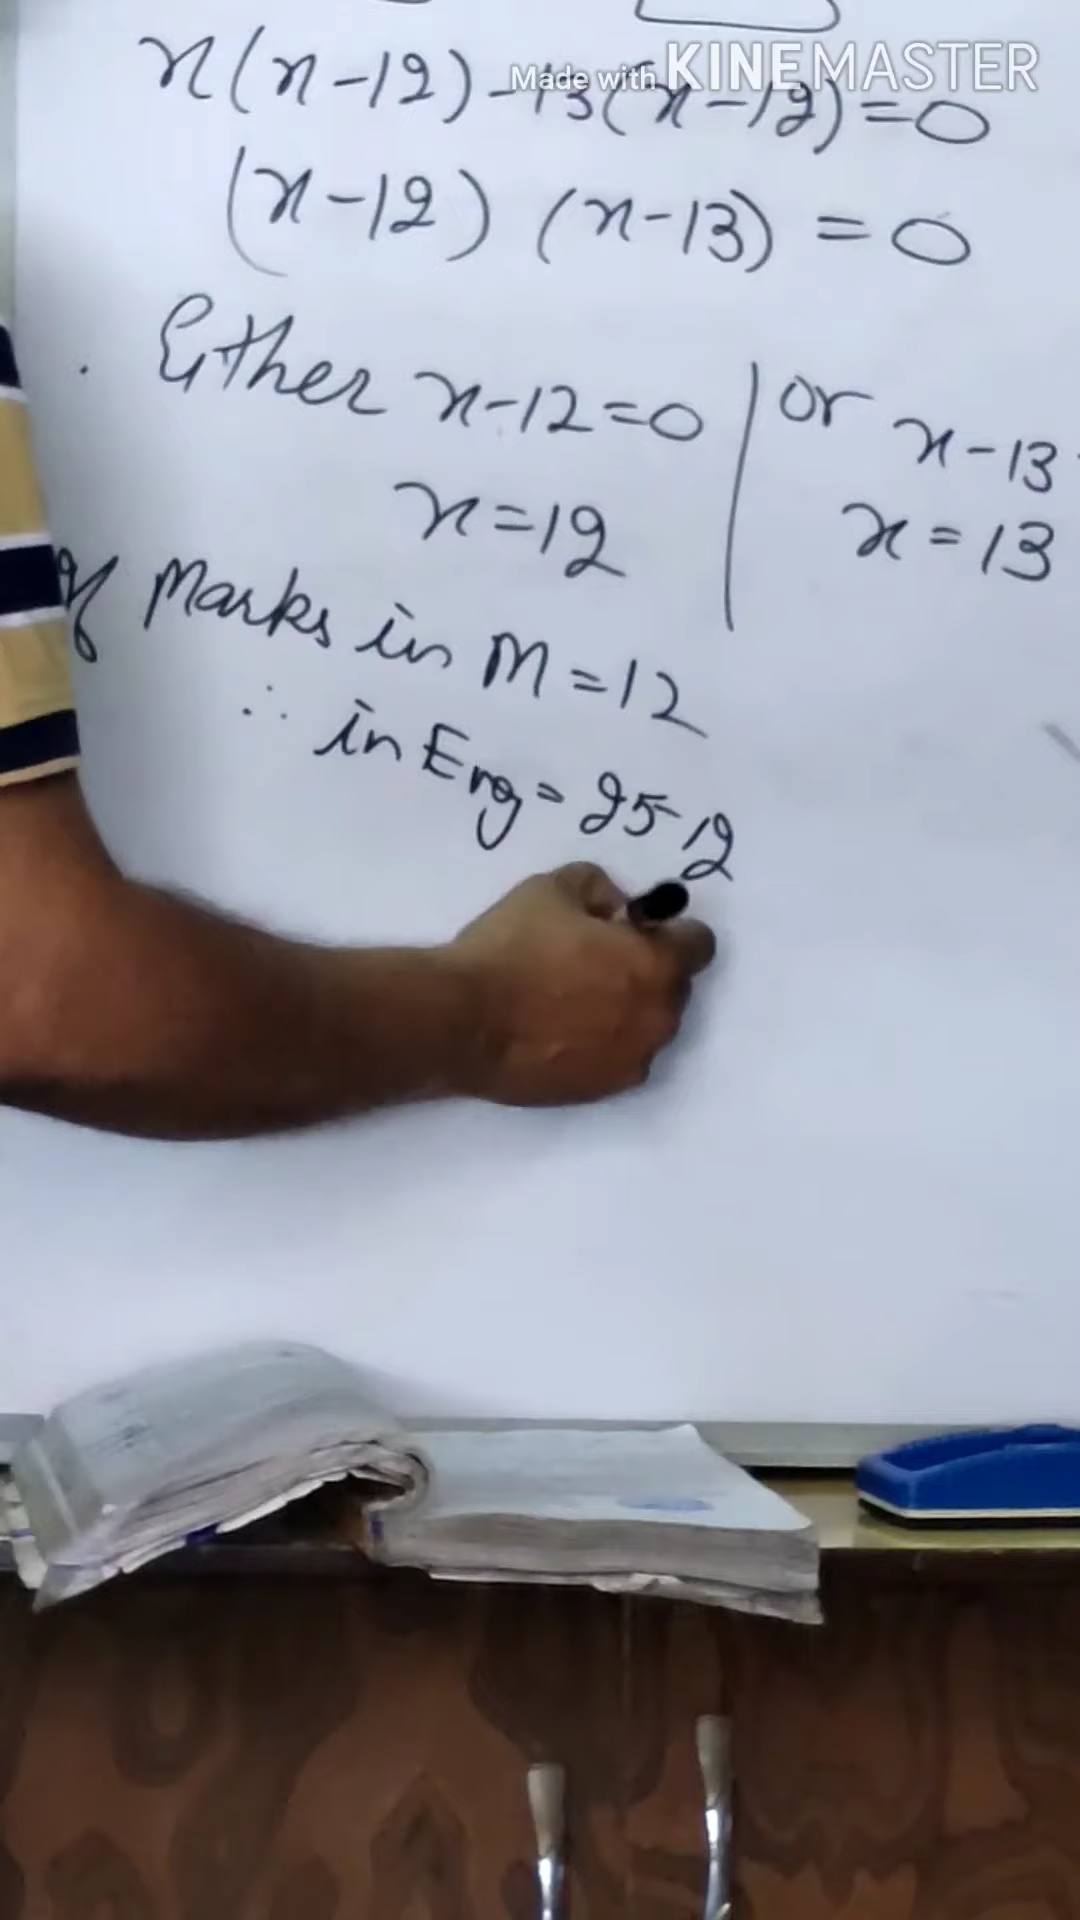 Made with KINEMASTER
x(x-12)-13(x-12)=0
(x-12) (x-13) = 0
Either x-12=0 | or x-13
x=12 | x=13
If Marks in M = 12
∴ in Eng = 25-12